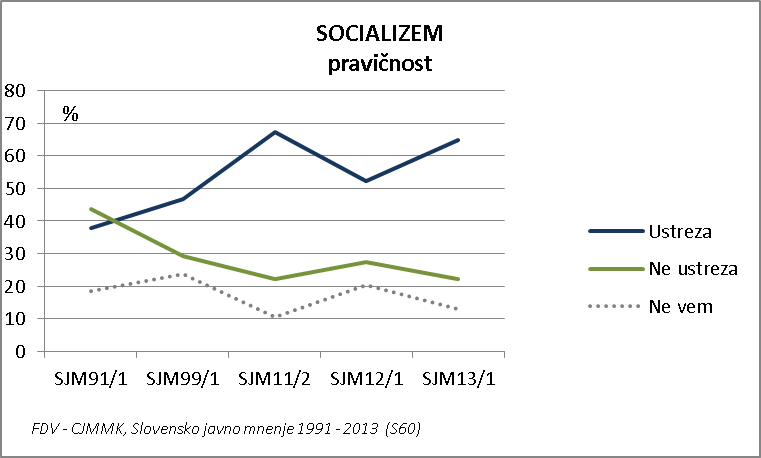 SOCIALIZEM
pravičnost
%
80
70
60
50
40
30
20
10
0
SJM91/1 SJM99/1 SJM11/2 SJM12/1 SJM13/1
Ustreza
Ne ustreza
Ne vem
FDV - CJMMK, Slovensko javno mnenje 1991 - 2013 (S60)